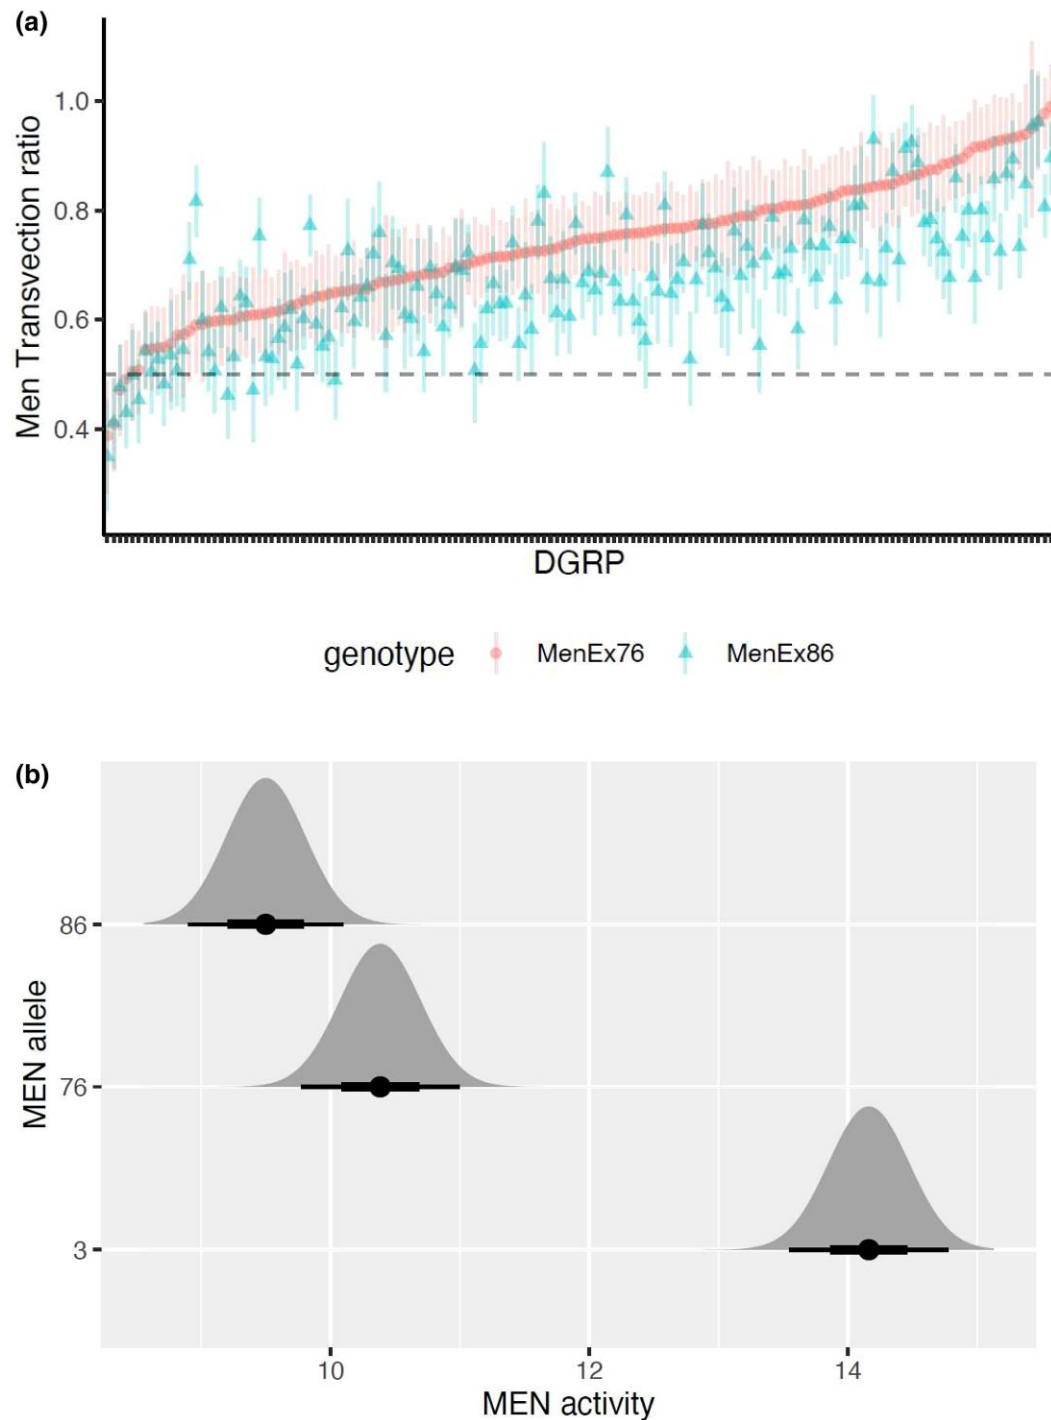 (a)
Men Transvection ratio
1.0
0.8
0.6
0.4
DGRP
genotype MenEx76 MenEx86
(b)
MEN allele
86
76
3
10 12 14
MEN activity